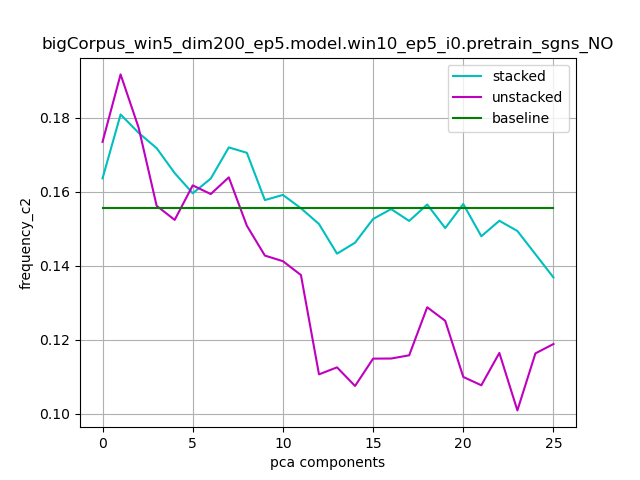 bigCorpus_win5_dim200_ep5.model.win10_ep5_i0.pretrain_sgns_NO
stacked
unstacked
baseline
frequency_c2
0.18
0.16
0.14
0.12
0.10
0 5 10 15 20 25
pca components